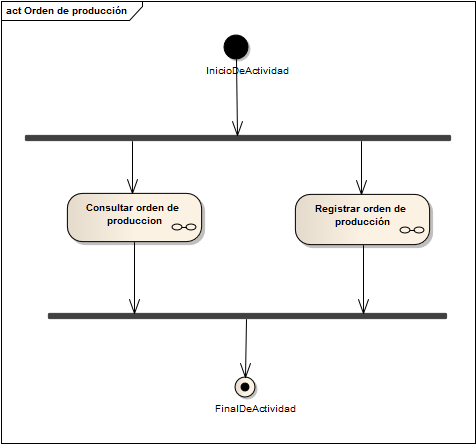 act Orden de producción
InicioDeActividad
Consultar orden de
produccion
Registrar orden de
producción
FinalDeActividad